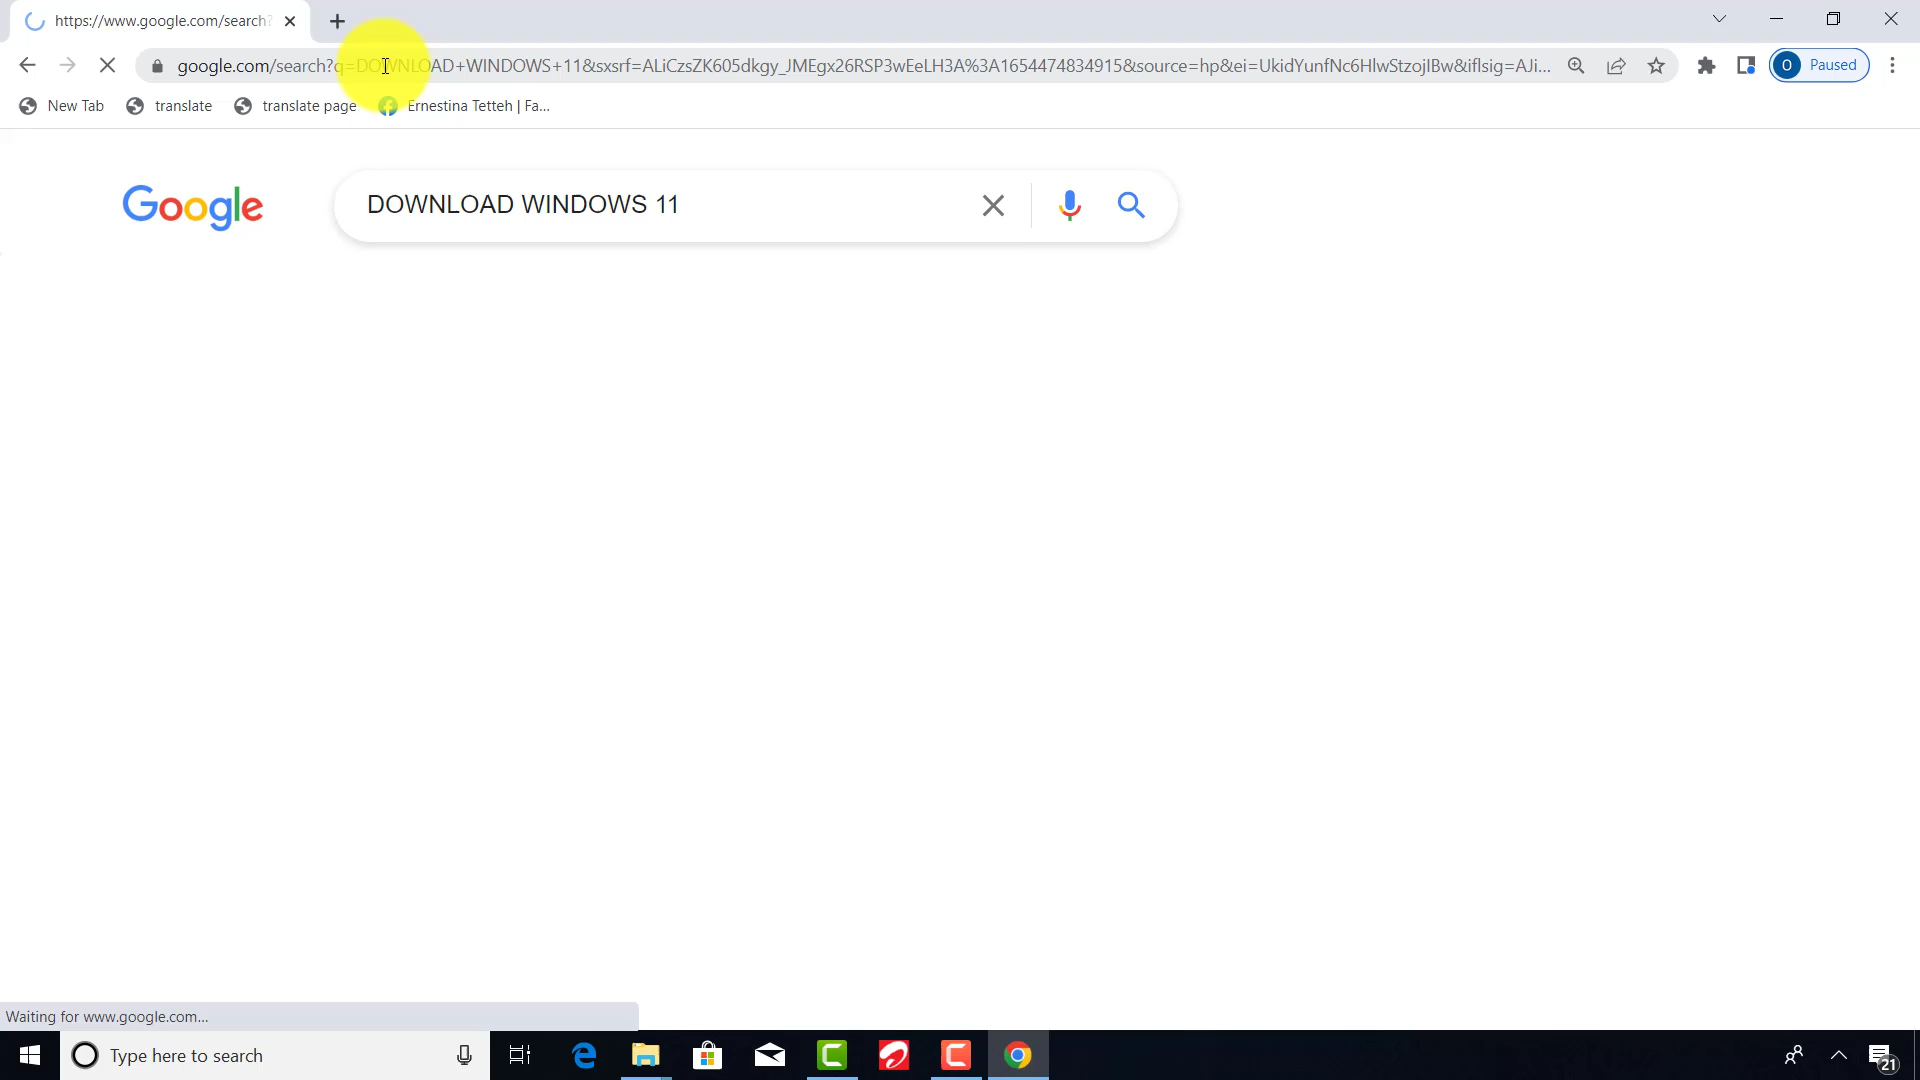 https://www.google.com/search?
google.com/search?q=DOWNLOAD+WINDOWS+11&sxsrf=ALiCzsZK605dkgy_JMEgx26RSP3wEeLH3A%3A1654474834915&source=hp&ei=UkidYunfNc6HlwStzojIBw&iflsig=AJi...
O Paused
New Tab translate translate page Ernestina Tetteh | Fa...
Google DOWNLOAD WINDOWS 11
Waiting for www.google.com...
Type here to search
21